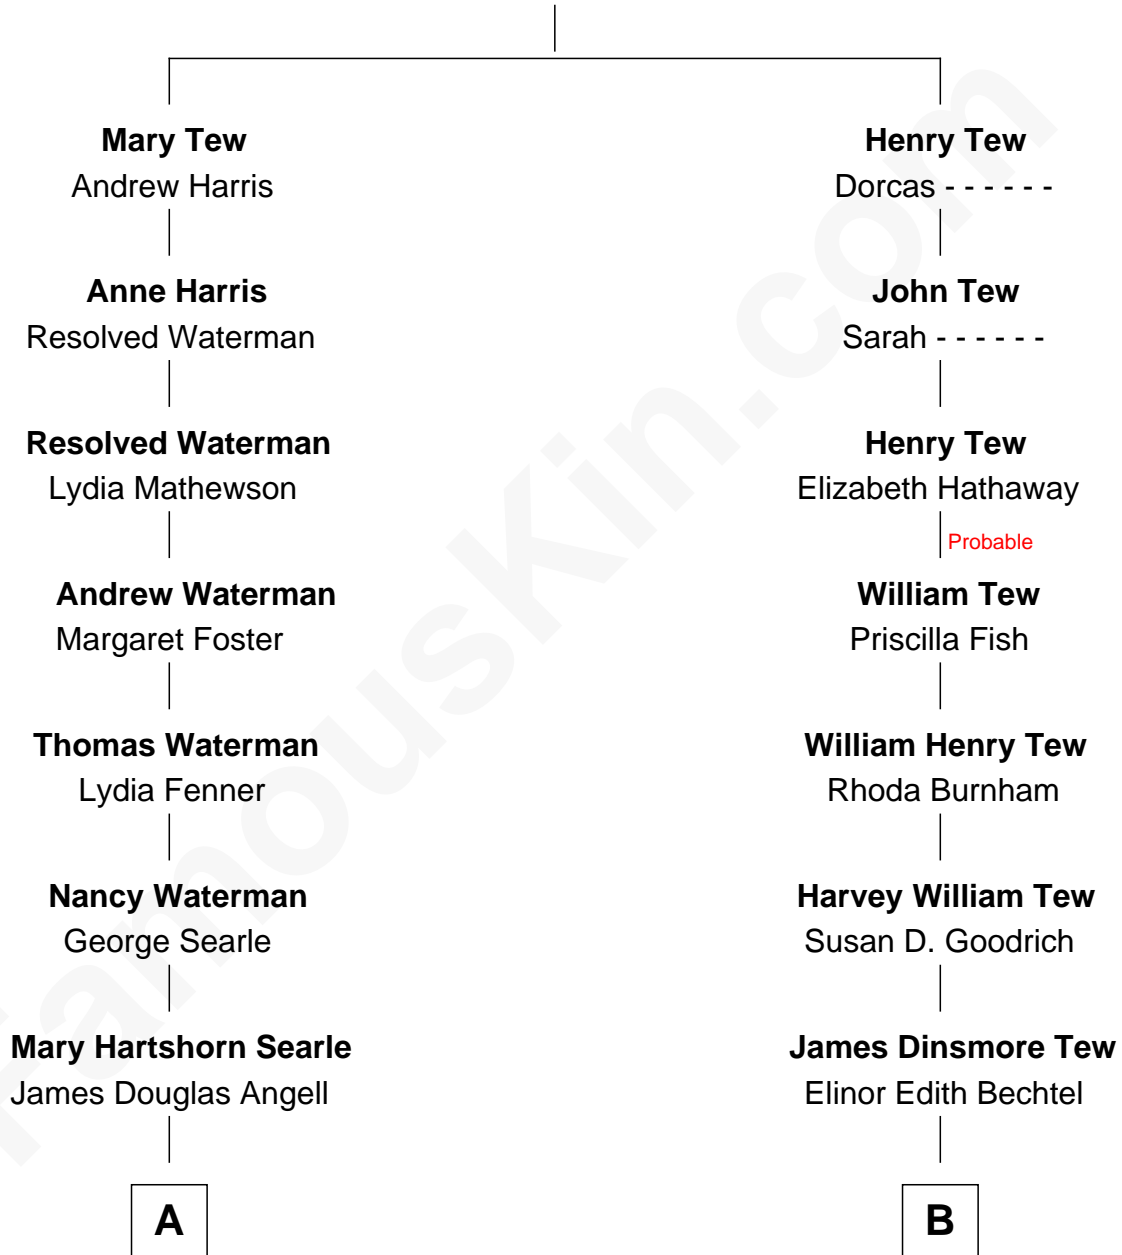 Mary Tew
Andrew Harris
Henry Tew
Dorcas - - - - - -
Anne Harris
Resolved Waterman
John Tew
Sarah - - - - - -
Resolved Waterman
Lydia Mathewson
Henry Tew
Elizabeth Hathaway
Probable
Andrew Waterman
Margaret Foster
William Tew
Priscilla Fish
Thomas Waterman
Lydia Fenner
William Henry Tew
Rhoda Burnham
Nancy Waterman
George Searle
Harvey William Tew
Susan D. Goodrich
Mary Hartshorn Searle
James Douglas Angell
James Dinsmore Tew
Elinor Edith Bechtel
A
B
FamousKin.com